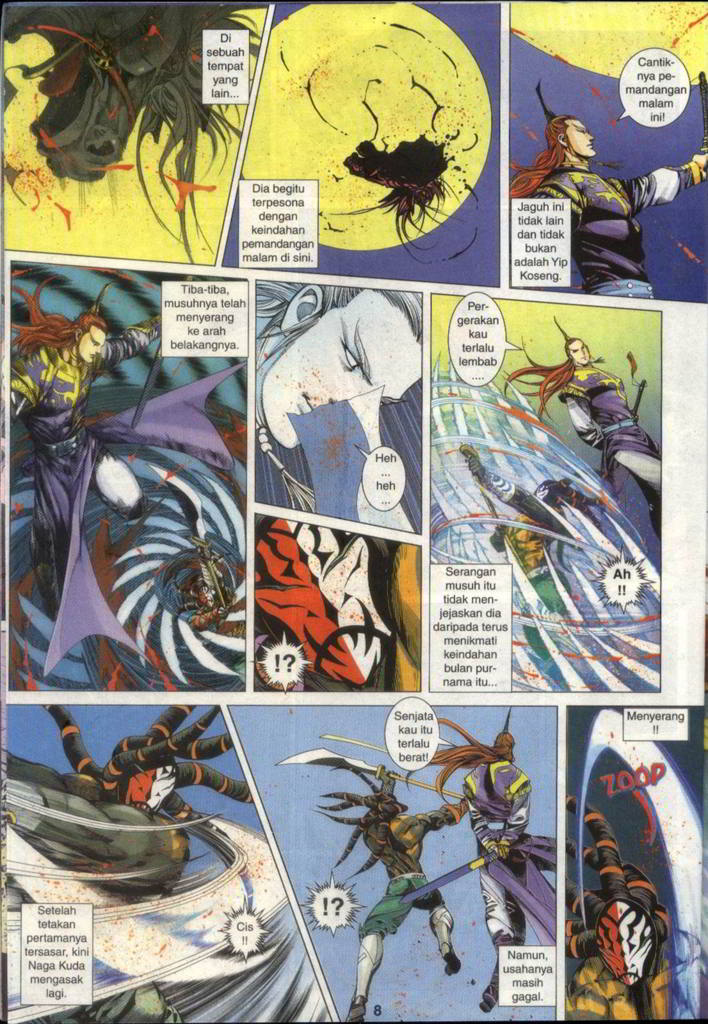 Di
sebuah
tempat
yang
lain...
Dia begitu
terpesona
dengan
keindahan
pemandangan
malam di sini.
Cantik-
nya pe-
mandangan
malam
ini!
Jaguh ini
tidak lain
dan tidak
bukan
adalah Yip
Koseng.
Tiba-tiba,
musuhnya telah
menyerang
ke arah
belakangnya.
Heh
...
heh
...
!?
Per-
gerakan
kau
terlalu
lembab
....
Serangan
musuh itu
tidak men-
jejaskan dia
daripada terus
menikmati
keindahan
bulan pur-
nama itu...
Ah
!!
Setelah
tetakan
pertamanya
tersasar, kini
Naga Kuda
mengasak
lagi.
Cis
!!
Senjata
kau itu
terlalu
berat!
!?
Namun,
usahanya
masih
gagal.
Menyerang
!!
ZOOP
8